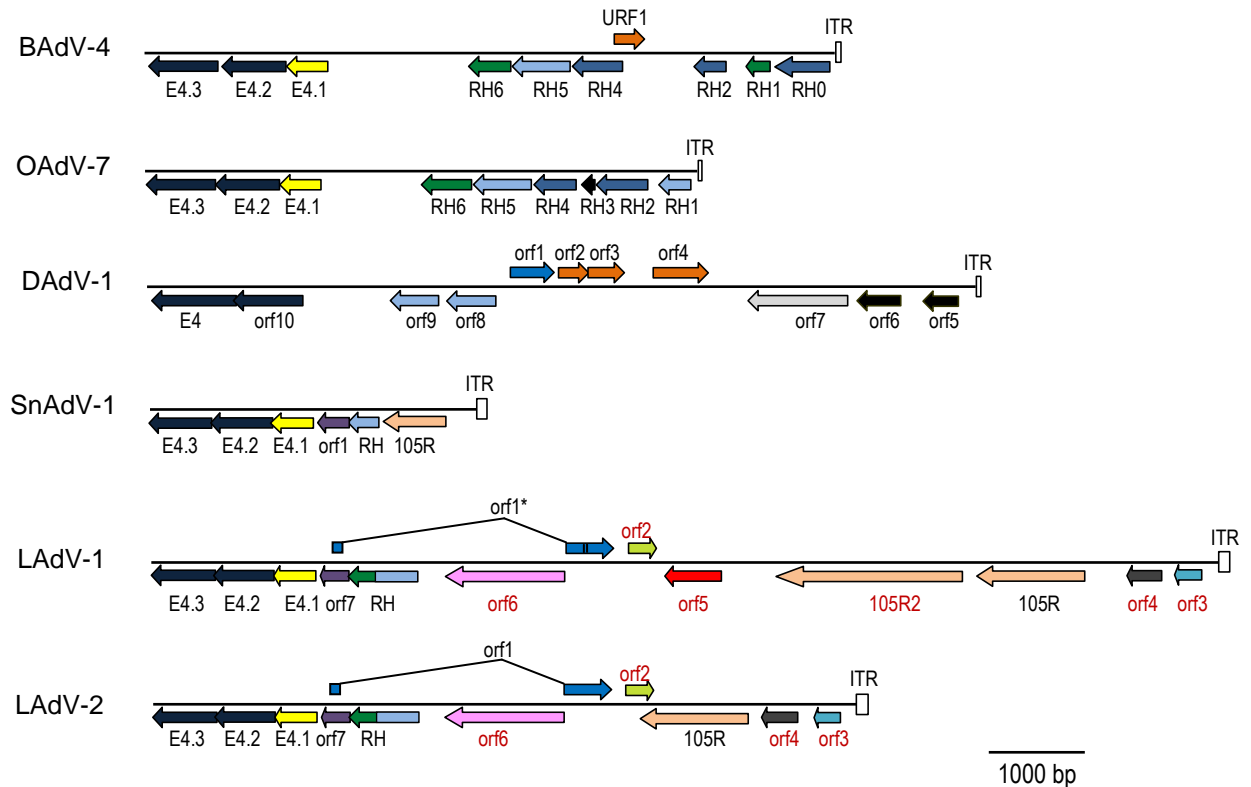 URF1 ITR
BAdV-4
E4.3 E4.2 E4.1 RH6 RH5 RH4 RH2 RH1 RH0
ITR
OAdV-7
E4.3 E4.2 E4.1 RH6 RH5 RH4 RH3 RH2 RH1
orf1 orf2 orf3 orf4 ITR
DAdV-1
E4 orf10 orf9 orf8 orf7 orf6 orf5
ITR
SnAdV-1
E4.3 E4.2 E4.1 orf1 RH 105R
orf1* orf2 ITR
LAdV-1
E4.3 E4.2 E4.1 orf7 RH orf6 orf5 105R2 105R orf4 orf3
orf1 orf2 ITR
LAdV-2
E4.3 E4.2 E4.1 orf7 RH orf6 105R orf4 orf3
1000 bp